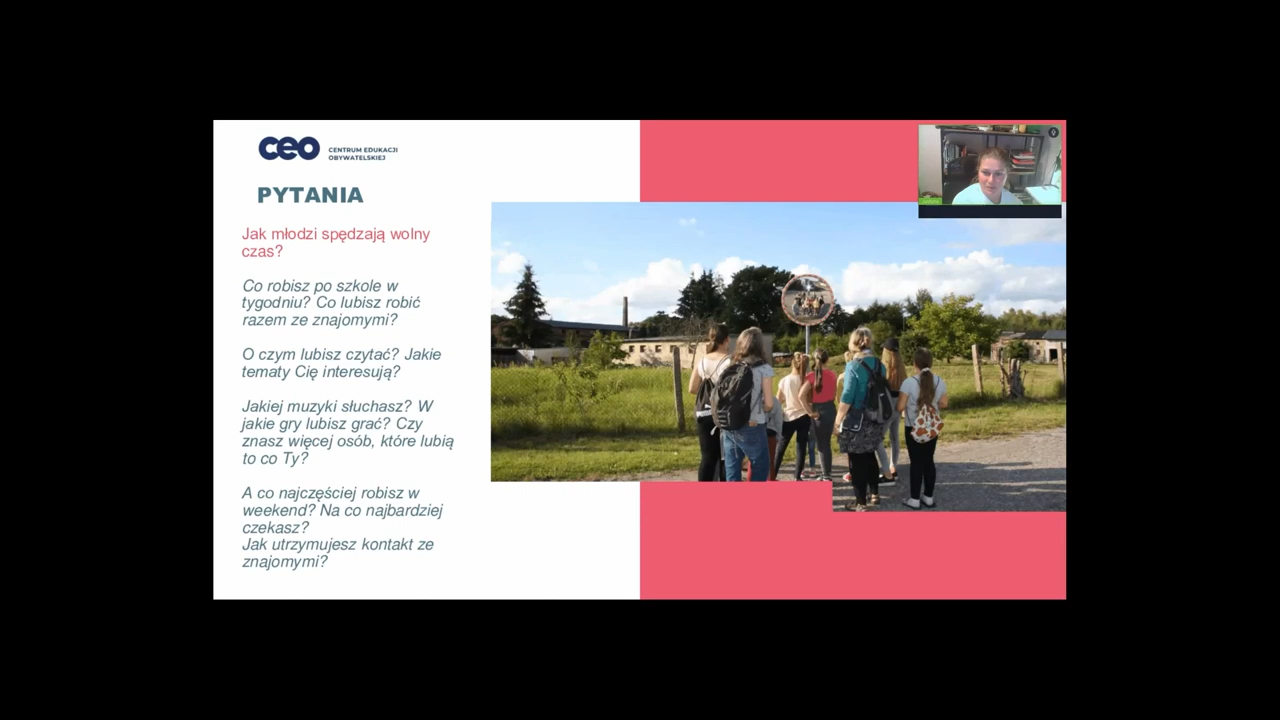 ceo
CENTRUM EDUKACJI
OBYWATELSKIEJ
PYTANIA
Jak młodzi spędzają wolny
czas?
Co robisz po szkole w
tygodniu? Co lubisz robić
razem ze znajomymi?
O czym lubisz czytać? Jakie
tematy Cię interesują?
Jakiej muzyki słuchasz? W
jakie gry lubisz grać? Czy
znasz więcej osób, które lubią
to co Ty?
A co najczęściej robisz w
weekend? Na co najbardziej
czekasz?
Jak utrzymujesz kontakt ze
znajomymi?